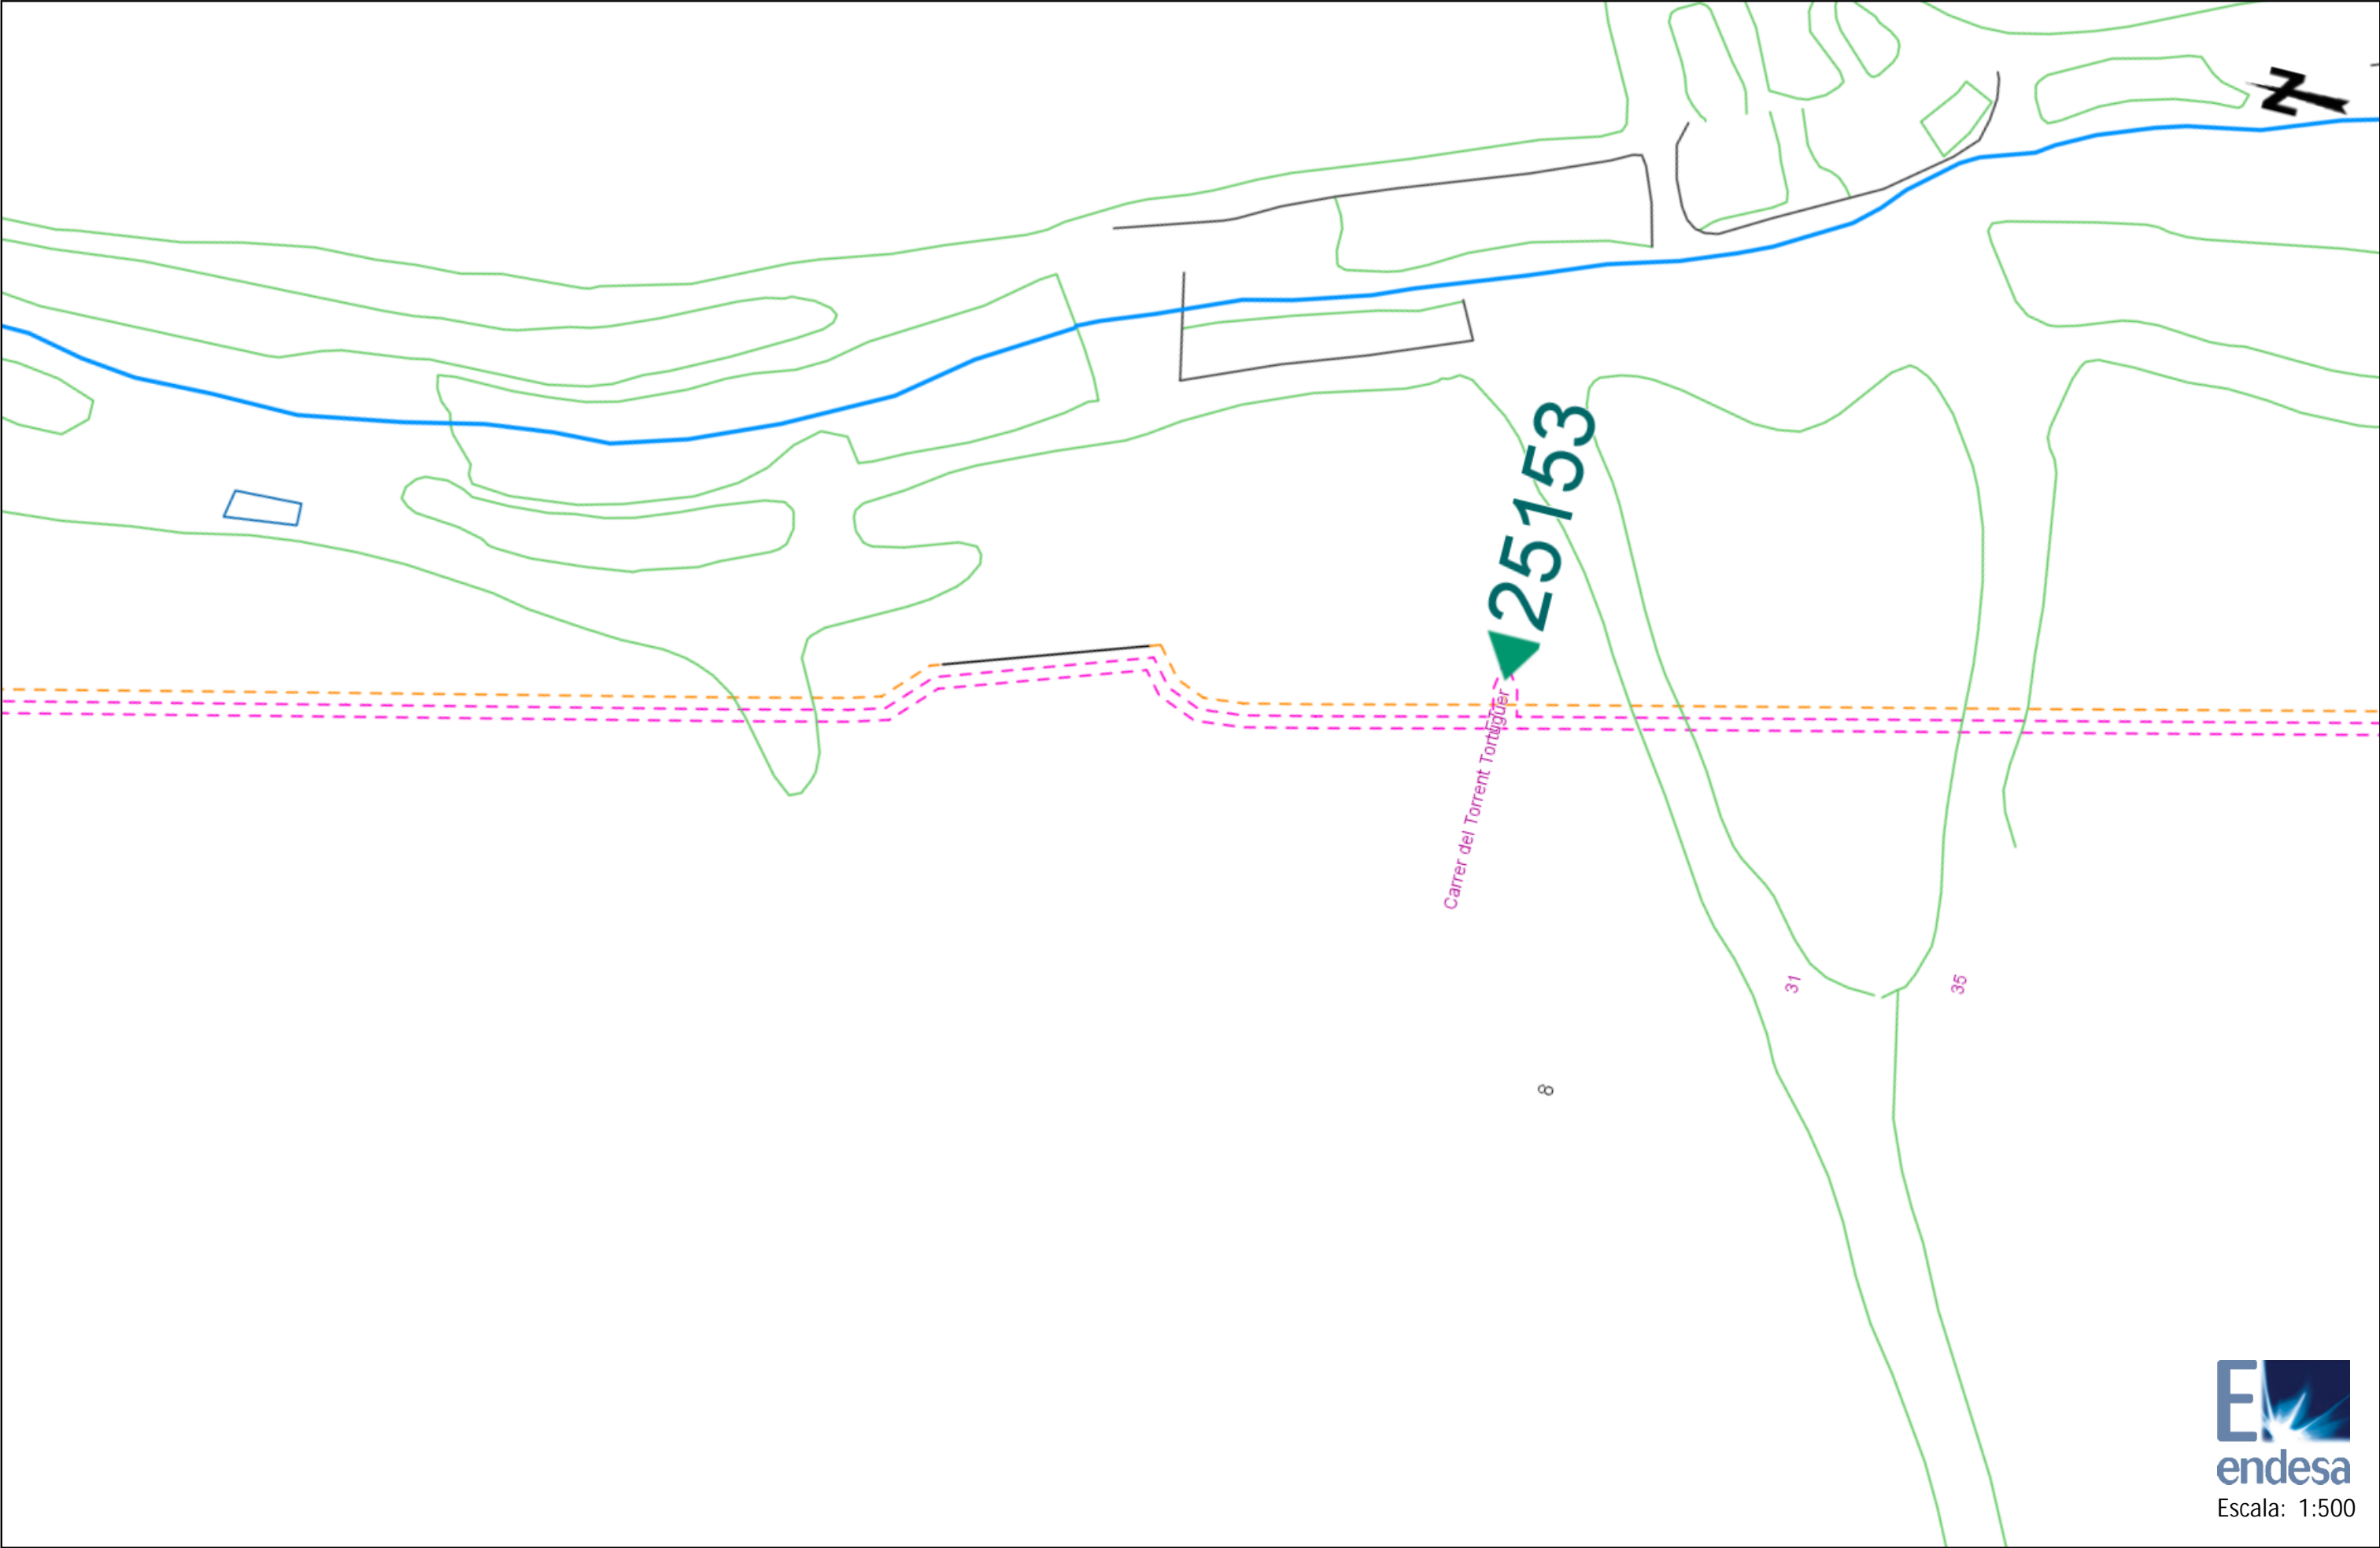 N
25153
Carrer del Torrent Tortuguer
31
35
8
E
endesa
Escala: 1:500